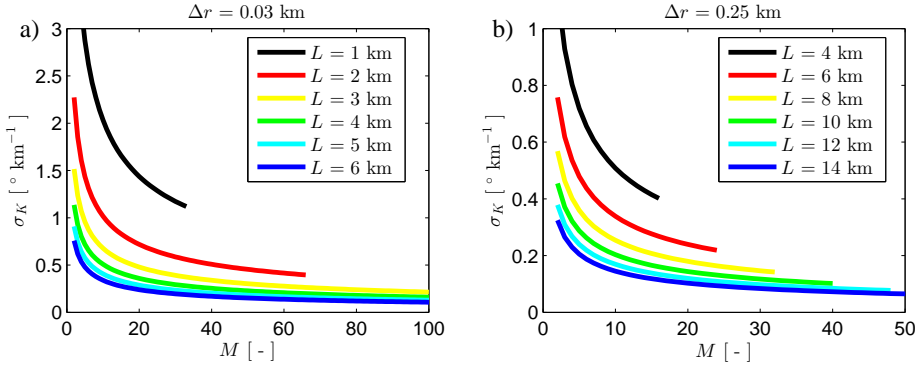 a) Δr = 0.03 km
3
2.5
2
1.5
1
0.5
0
σ_K [ ° km⁻¹ ]
0 20 40 60 80 100
M [ - ]
L = 1 km
L = 2 km
L = 3 km
L = 4 km
L = 5 km
L = 6 km
b) Δr = 0.25 km
1
0.8
0.6
0.4
0.2
0
σ_K [ ° km⁻¹ ]
0 10 20 30 40 50
M [ - ]
L = 4 km
L = 6 km
L = 8 km
L = 10 km
L = 12 km
L = 14 km